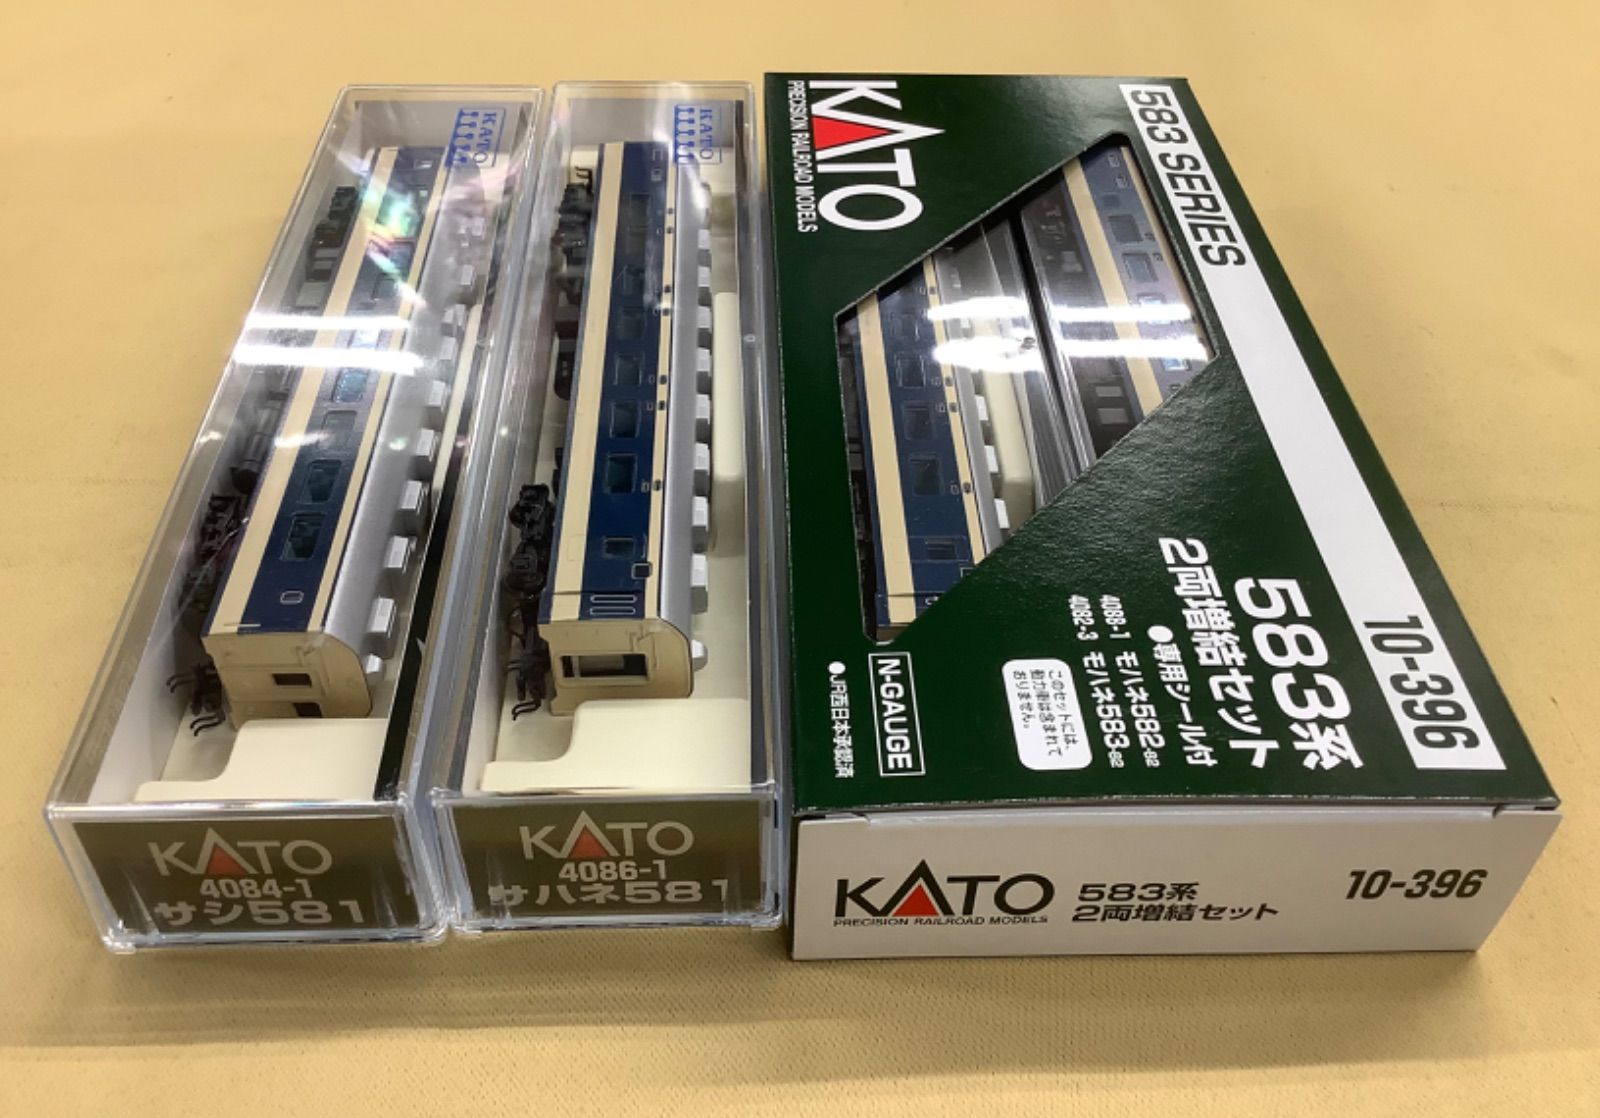 KATO
KATO
4084-1
サシ581
KATO
KATO
4086-1
サハネ581
KATO
PRECISION RAILROAD MODELS
583 SERIES
10-396
583系
2両増結セット
●専用シール付
4088-1 モハネ582-82
4082-3 モハネ583-82
このセットには、
動力車は含まれて
おりません。
N-GAUGE
●JR西日本承認済
KATO
PRECISION RAILROAD MODELS
583系
2両増結セット
10-396